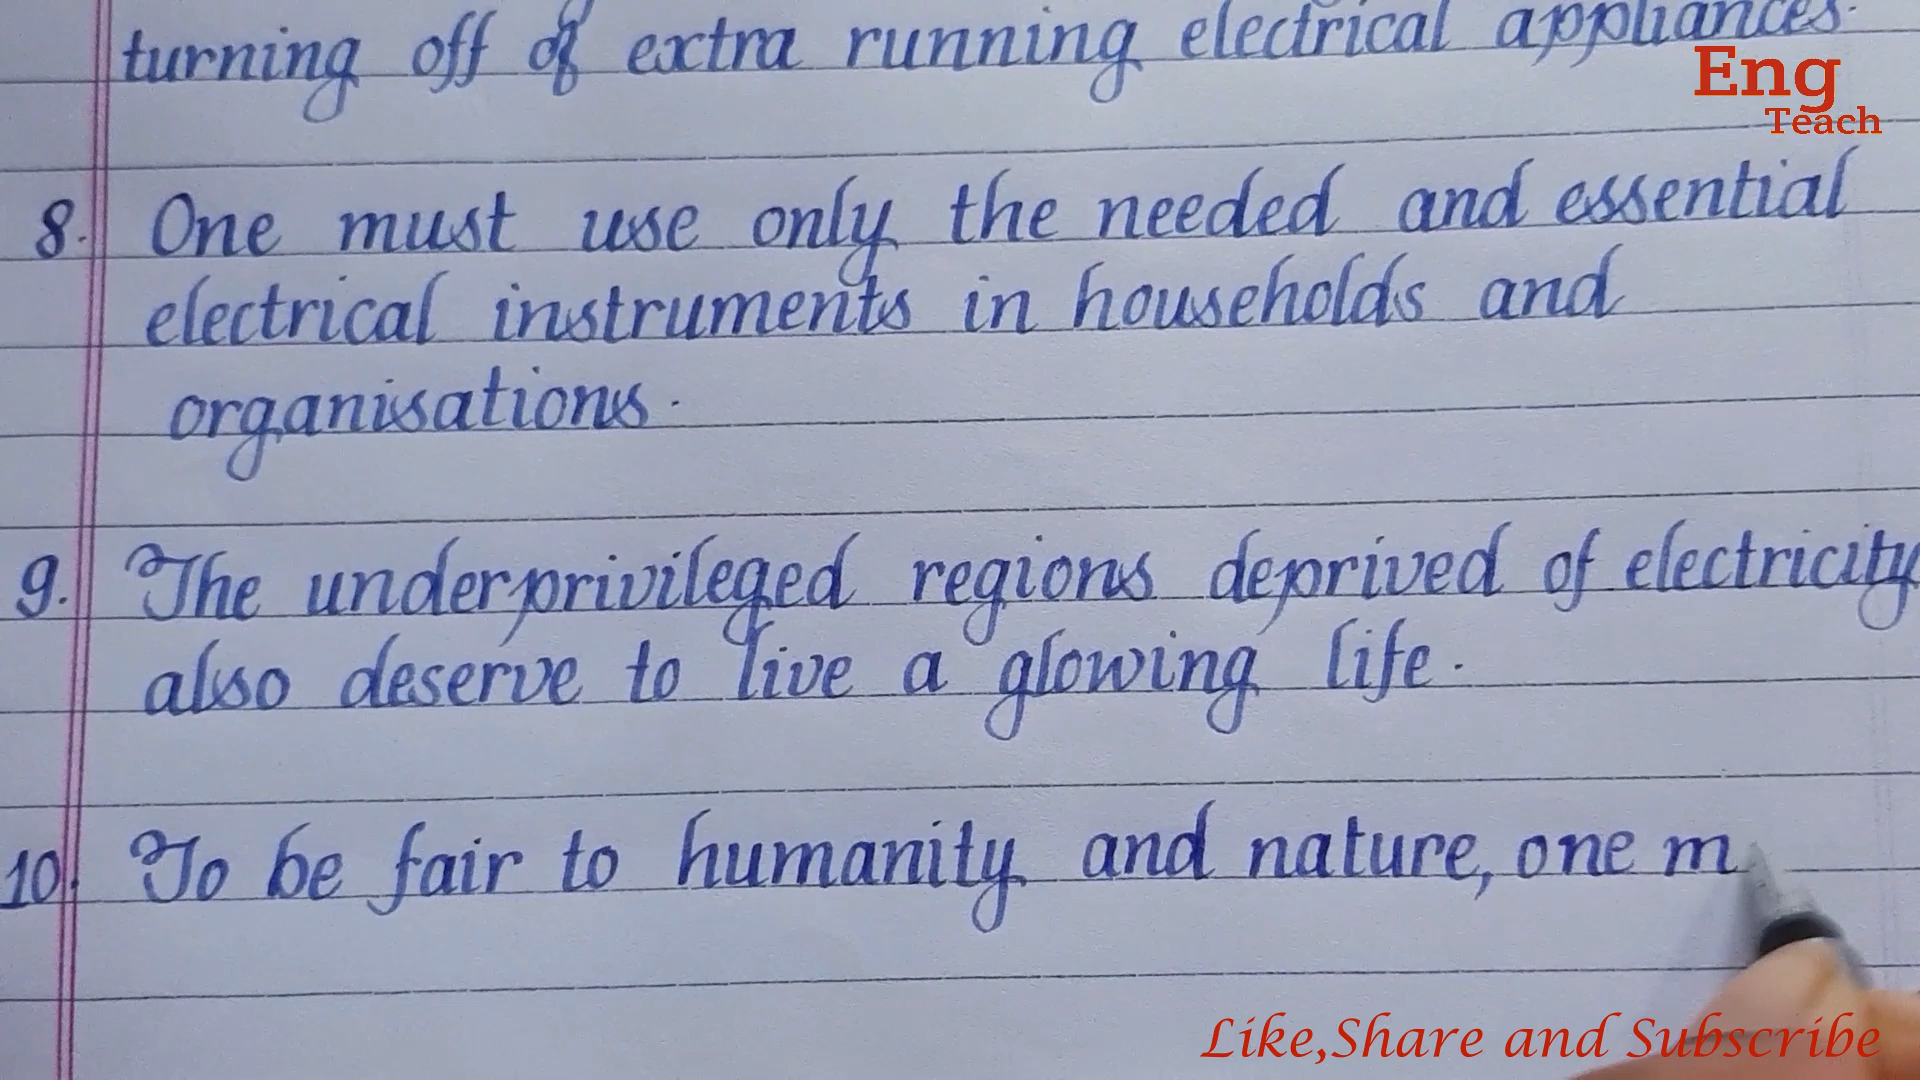 turning off of extra running electrical appliances.
Eng
Teach
8. One must use only the needed and essential
electrical instruments in households and
organisations.
9. The underprivileged regions deprived of electricity
also deserve to live a glowing life.
10. To be fair to humanity and nature, one m
Like,Share and Subscribe